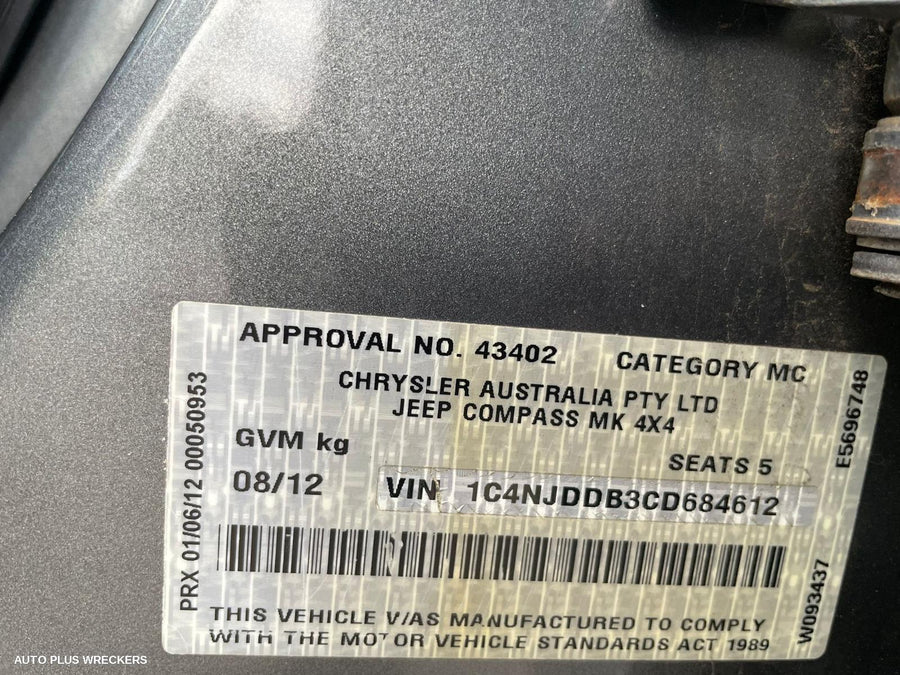 APPROVAL NO. 43402 CATEGORY MC
CHRYSLER AUSTRALIA PTY LTD
JEEP COMPASS MK 4X4
GVM kg
SEATS 5
08/12 VIN 1C4NJDDB3CD684612
THIS VEHICLE WAS MANUFACTURED TO COMPLY
WITH THE MOTOR VEHICLE STANDARDS ACT 1989
PRX 01/06/12 00050953
E5696748
W093437
AUTO PLUS WRECKERS